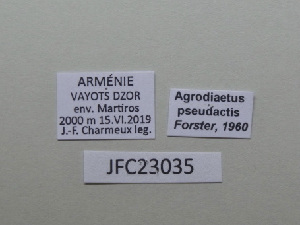 ARMÉNIE
VAYOTS DZOR
env. Martiros
2000 m 15.VI.2019
J.-F. Charmeux leg.
Agrodiaetus
pseudactis
Forster, 1960
JFC23035